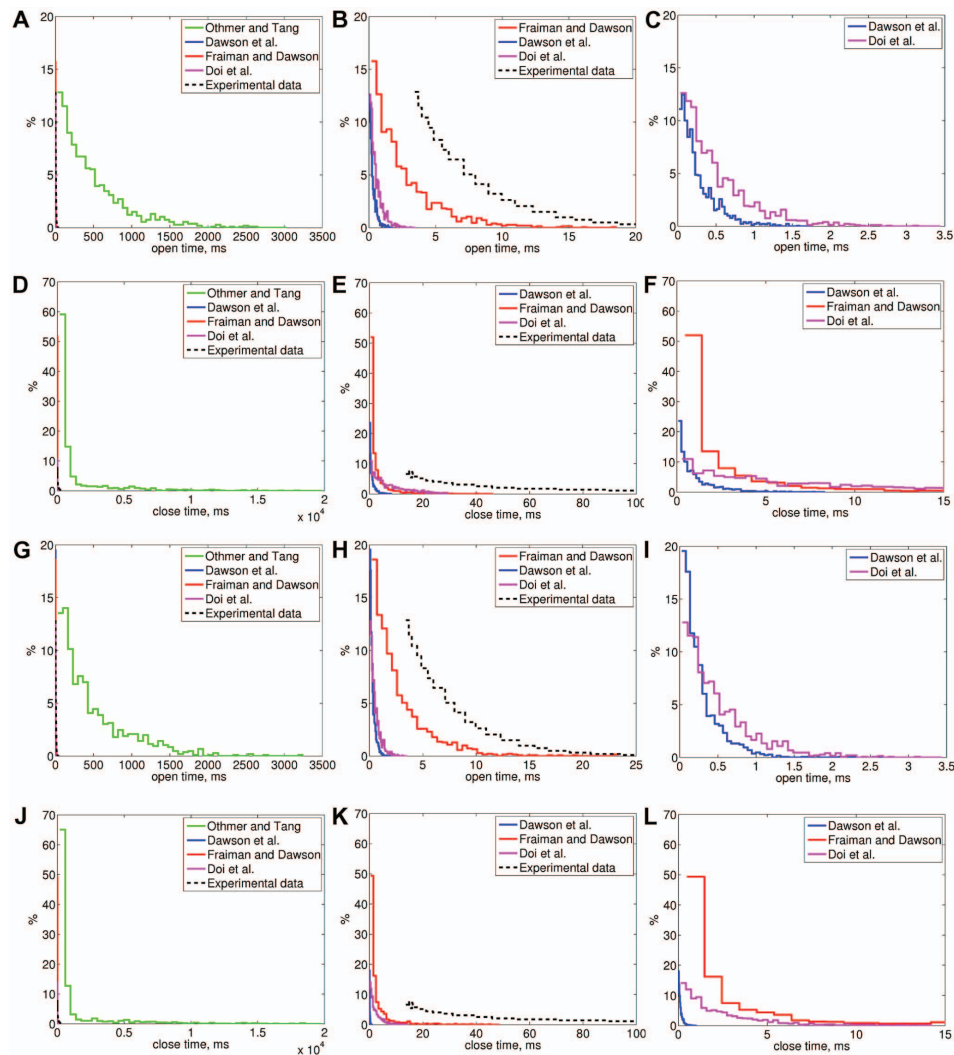 A
20
15
10
5
0
%
0 500 1000 1500 2000 2500 3000 3500
open time, ms
Othmer and Tang
Dawson et al.
Fraiman and Dawson
Doi et al.
Experimental data
B
20
15
10
5
0
%
0 5 10 15 20
open time, ms
Fraiman and Dawson
Dawson et al.
Doi et al.
Experimental data
C
20
15
10
5
0
%
0 0.5 1 1.5 2 2.5 3 3.5
open time, ms
Dawson et al.
Doi et al.
D
70
60
50
40
30
20
10
0
%
0 0.5 1 1.5 2
close time, ms
x 10⁴
Othmer and Tang
Dawson et al.
Fraiman and Dawson
Doi et al.
Experimental data
E
70
60
50
40
30
20
10
0
%
0 20 40 60 80 100
close time, ms
Dawson et al.
Fraiman and Dawson
Doi et al.
Experimental data
F
70
60
50
40
30
20
10
0
%
0 5 10 15
close time, ms
Dawson et al.
Fraiman and Dawson
Doi et al.
G
20
15
10
5
0
%
0 500 1000 1500 2000 2500 3000 3500
open time, ms
Othmer and Tang
Dawson et al.
Fraiman and Dawson
Doi et al.
Experimental data
H
20
15
10
5
0
%
0 5 10 15 20 25
open time, ms
Fraiman and Dawson
Dawson et al.
Doi et al.
Experimental data
I
20
15
10
5
0
%
0 0.5 1 1.5 2 2.5 3 3.5
open time, ms
Dawson et al.
Doi et al.
J
70
60
50
40
30
20
10
0
%
0 0.5 1 1.5 2
close time, ms
x 10⁴
Othmer and Tang
Dawson et al.
Fraiman and Dawson
Doi et al.
Experimental data
K
70
60
50
40
30
20
10
0
%
0 20 40 60 80 100
close time, ms
Dawson et al.
Fraiman and Dawson
Doi et al.
Experimental data
L
70
60
50
40
30
20
10
0
%
0 5 10 15
close time, ms
Dawson et al.
Fraiman and Dawson
Doi et al.